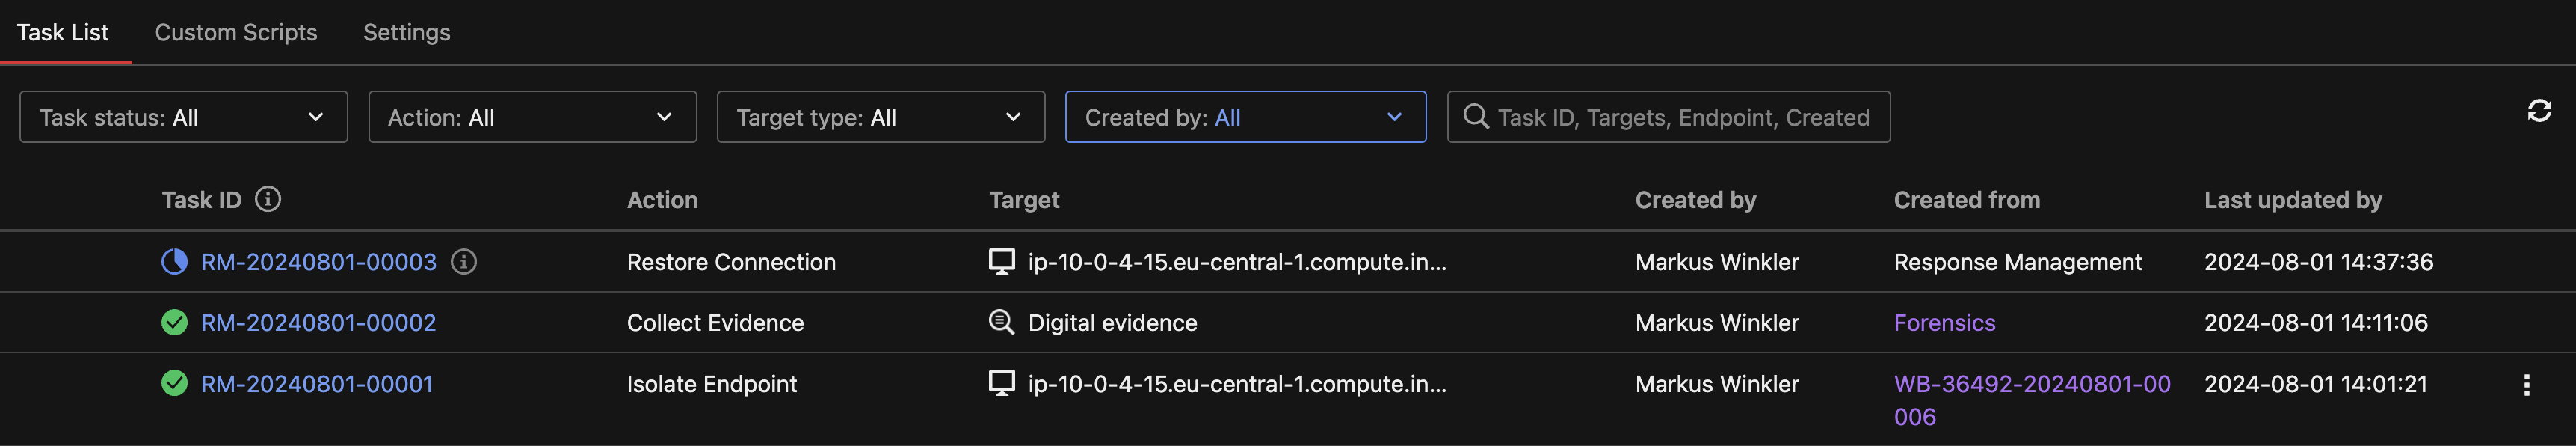 Task List Custom Scripts Settings
Task status: All Action: All Target type: All Created by: All Task ID, Targets, Endpoint, Created
Task ID Action Target Created by Created from Last updated by
RM-20240801-00003 Restore Connection ip-10-0-4-15.eu-central-1.compute.in... Markus Winkler Response Management 2024-08-01 14:37:36
RM-20240801-00002 Collect Evidence Digital evidence Markus Winkler Forensics 2024-08-01 14:11:06
RM-20240801-00001 Isolate Endpoint ip-10-0-4-15.eu-central-1.compute.in... Markus Winkler WB-36492-20240801-00 2024-08-01 14:01:21
006